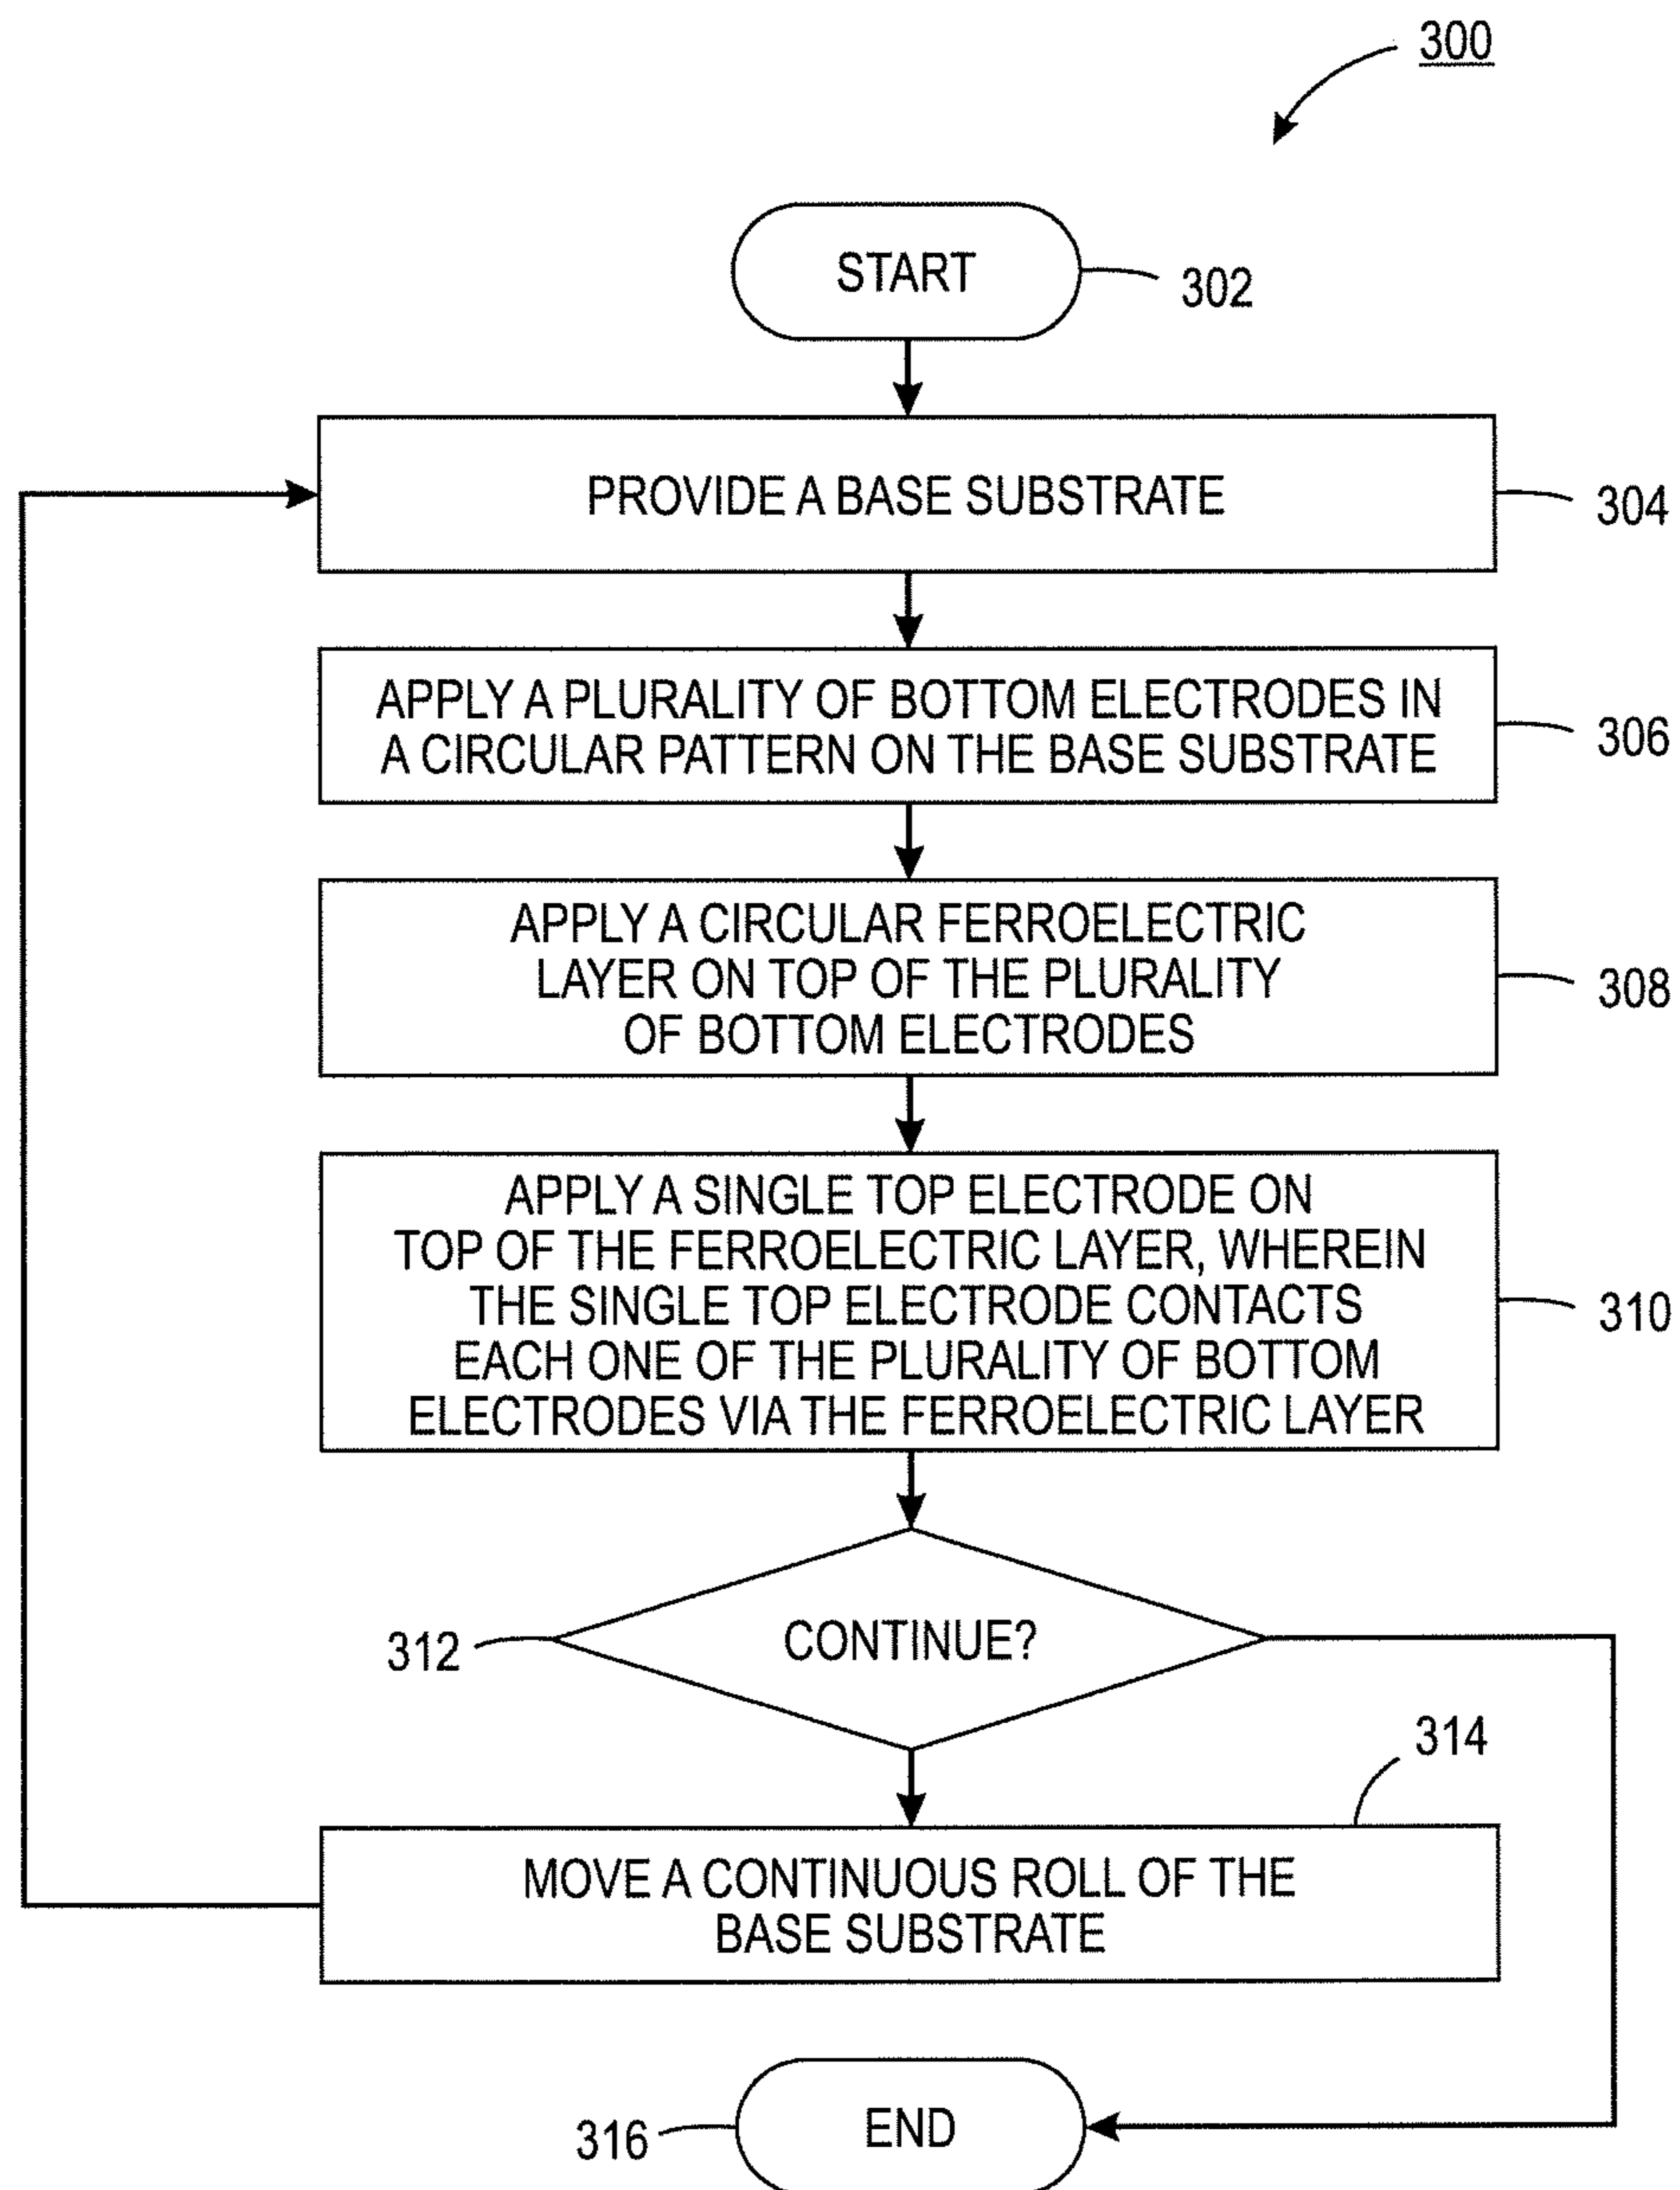 300
START
302
PROVIDE A BASE SUBSTRATE
304
APPLY A PLURALITY OF BOTTOM ELECTRODES IN
A CIRCULAR PATTERN ON THE BASE SUBSTRATE
306
APPLY A CIRCULAR FERROELECTRIC
LAYER ON TOP OF THE PLURALITY
OF BOTTOM ELECTRODES
308
APPLY A SINGLE TOP ELECTRODE ON
TOP OF THE FERROELECTRIC LAYER, WHEREIN
THE SINGLE TOP ELECTRODE CONTACTS
EACH ONE OF THE PLURALITY OF BOTTOM
ELECTRODES VIA THE FERROELECTRIC LAYER
310
312
CONTINUE?
314
MOVE A CONTINUOUS ROLL OF THE
BASE SUBSTRATE
316
END